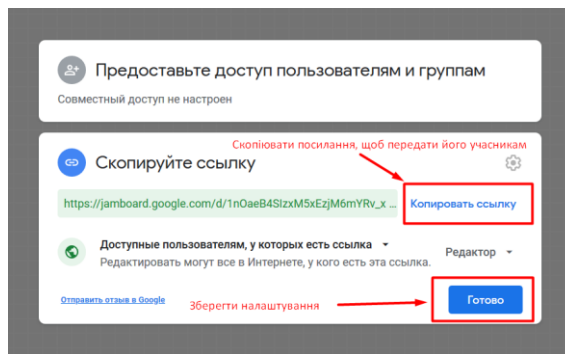 Предоставьте доступ пользователям и группам
Совместный доступ не настроен
Скопіювати посилання, щоб передати його учасникам
Скопируйте ссылку
https://jamboard.google.com/d/1nOaeB4SIzxM5xEzjM6mYRv_x ... Копировать ссылку
Доступные пользователям, у которых есть ссылка
Редактировать могут все в Интернете, у кого есть эта ссылка. Редактор
Отправить отзыв в Google Зберегти налаштування Готово